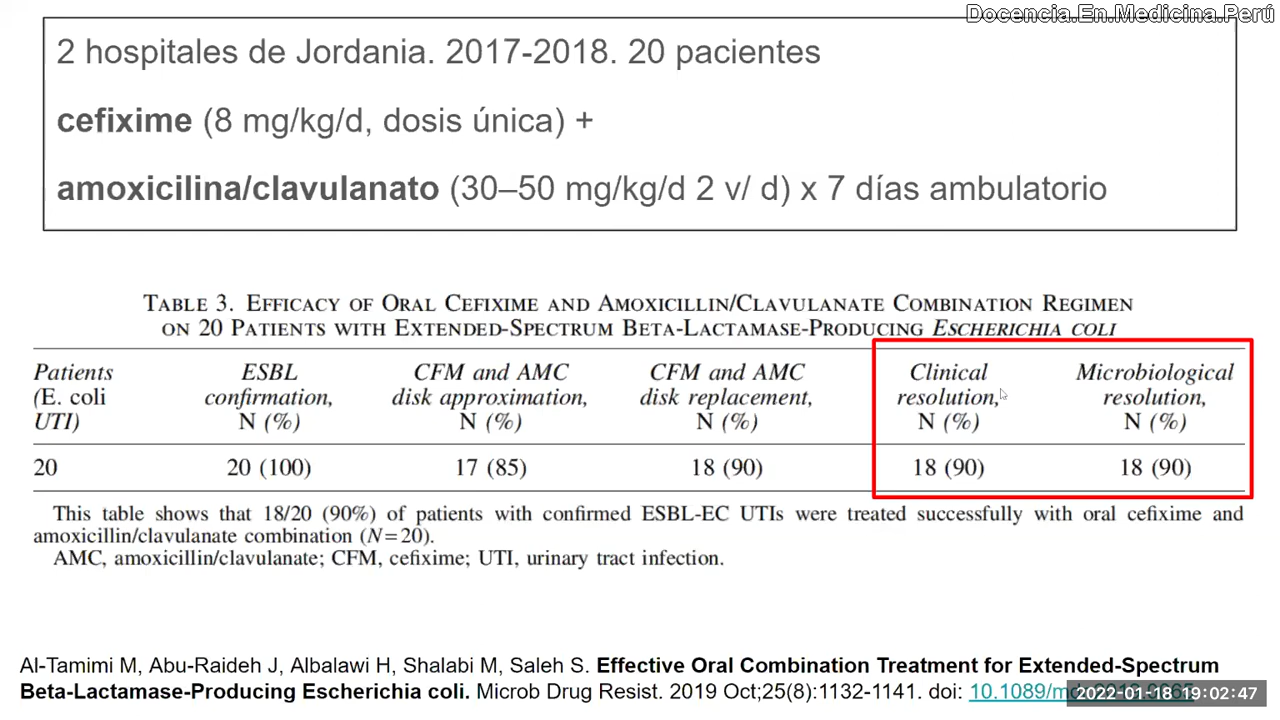 Docencia.En.Medicina.Perú
2 hospitales de Jordania. 2017-2018. 20 pacientes
cefixime (8 mg/kg/d, dosis única) +
amoxicilina/clavulanato (30–50 mg/kg/d 2 v/ d) x 7 días ambulatorio
TABLE 3. EFFICACY OF ORAL CEFIXIME AND AMOXICILLIN/CLAVULANATE COMBINATION REGIMEN
ON 20 PATIENTS WITH EXTENDED-SPECTRUM BETA-LACTAMASE-PRODUCING ESCHERICHIA COLI
Patients (E. coli UTI) ESBL confirmation, N (%) CFM and AMC disk approximation, N (%) CFM and AMC disk replacement, N (%) Clinical resolution, N (%) Microbiological resolution, N (%)
20 20 (100) 17 (85) 18 (90) 18 (90) 18 (90)
This table shows that 18/20 (90%) of patients with confirmed ESBL-EC UTIs were treated successfully with oral cefixime and
amoxicillin/clavulanate combination (N=20).
AMC, amoxicillin/clavulanate; CFM, cefixime; UTI, urinary tract infection.
Al-Tamimi M, Abu-Raideh J, Albalawi H, Shalabi M, Saleh S. Effective Oral Combination Treatment for Extended-Spectrum
Beta-Lactamase-Producing Escherichia coli. Microb Drug Resist. 2019 Oct;25(8):1132-1141. doi:
2022-01-18 19:02:47